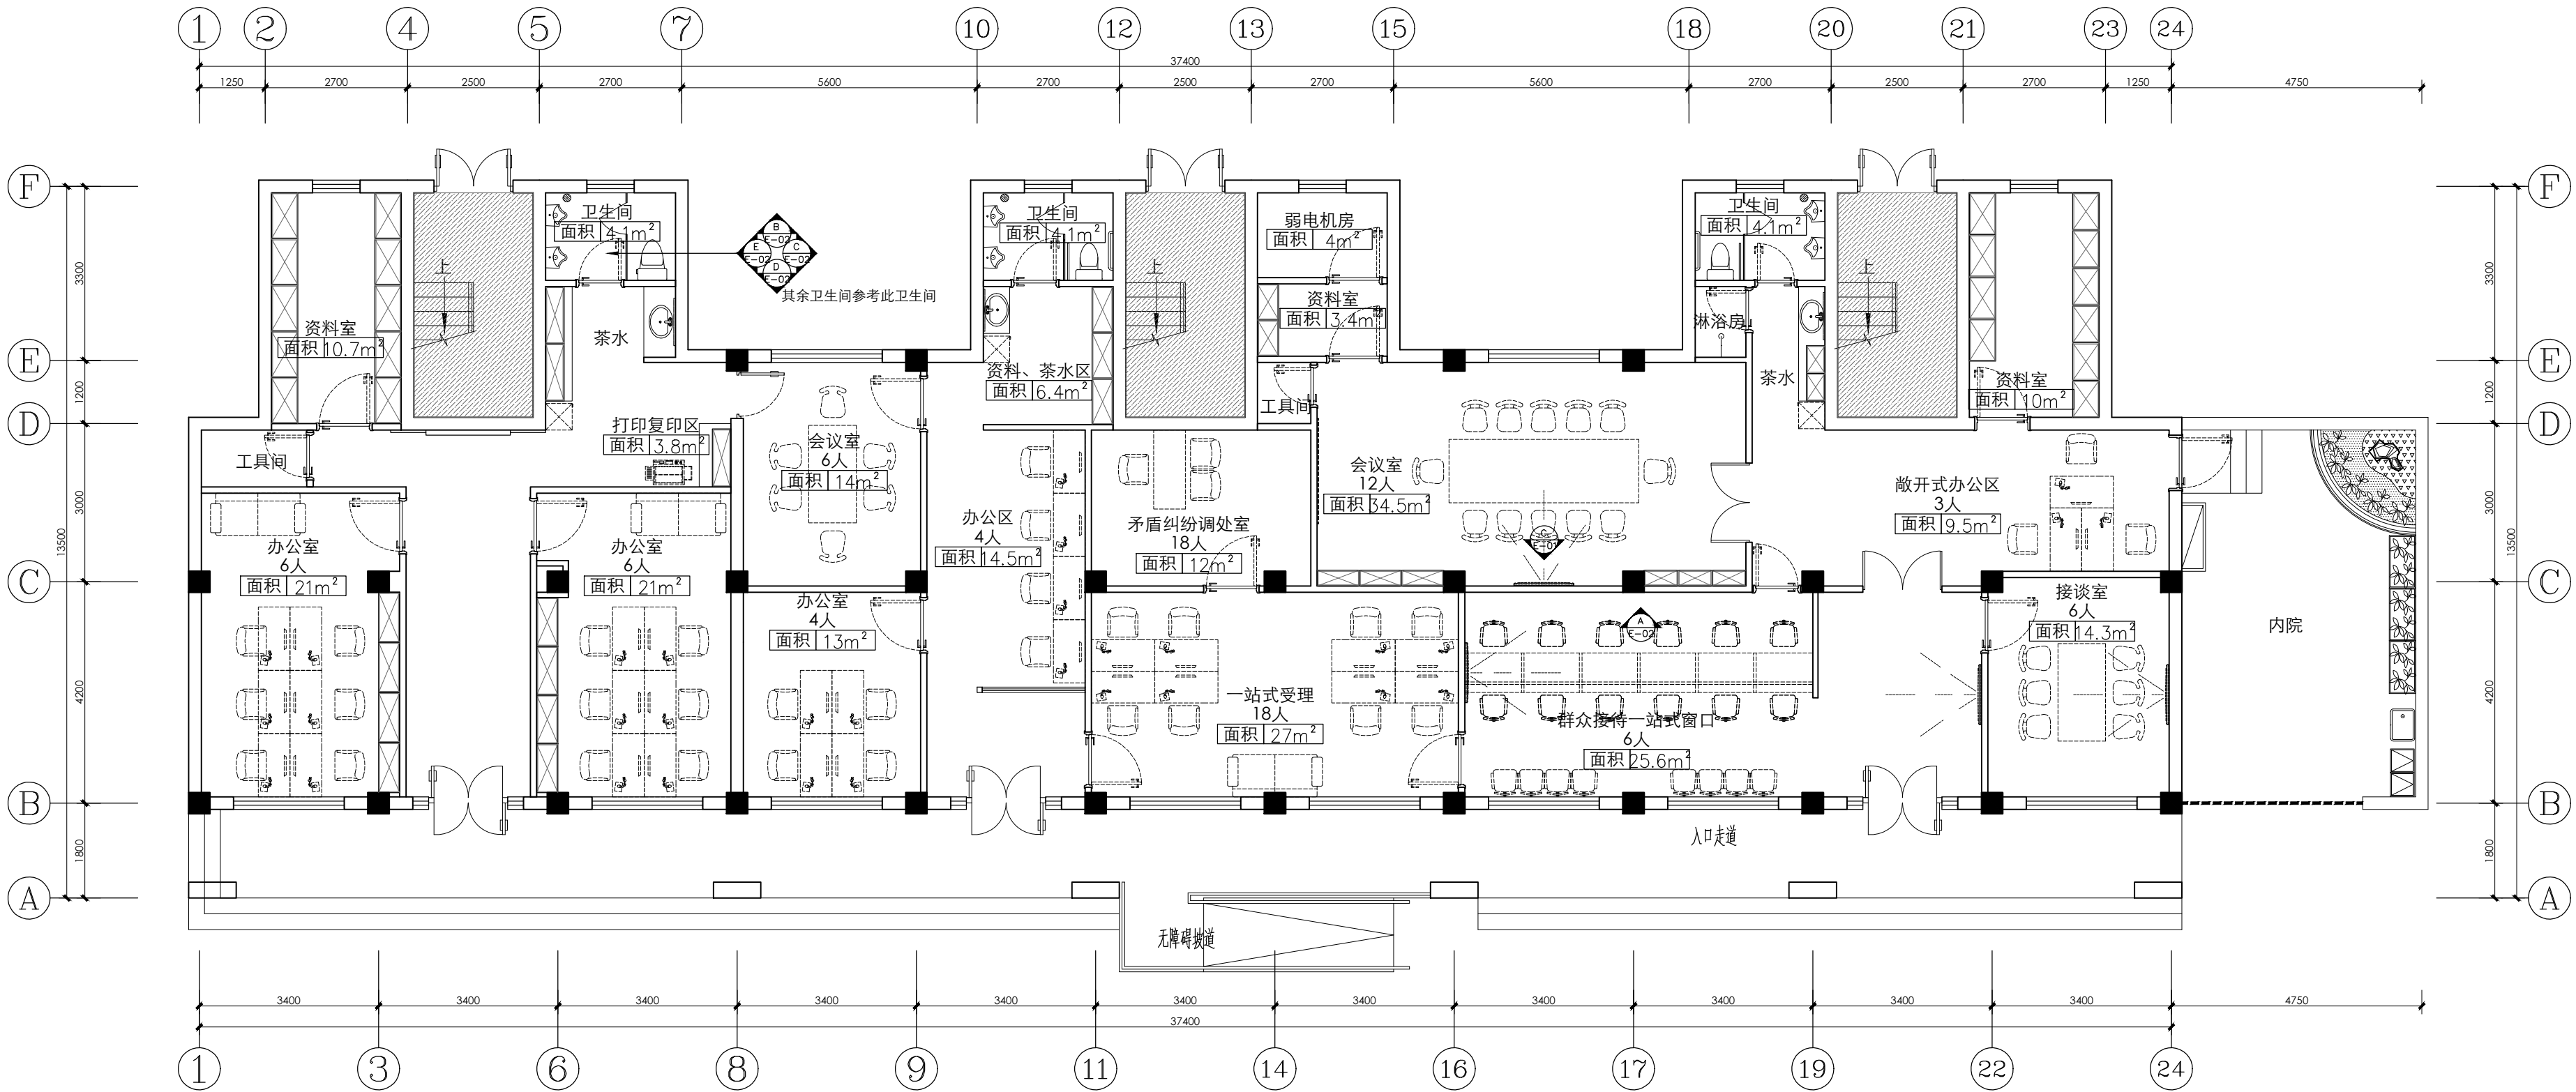 1 2 4 5 7 10 12 13 15 18 20 21 23 24
37400
1250 2700 2500 2700 5600 2700 2500 2700 5600 2700 2500 2700 1250 4750
F
E
D
C
B
A
3300
1200
3000
4200
1800
13500
资料室
面积 10.7m²
上
卫生间
面积 4.1m²
B
E-02
E
E-02
C
E-02
D
E-02
其余卫生间参考此卫生间
茶水
打印复印区
面积 3.8m²
工具间
办公室
6人
面积 21m²
办公室
6人
面积 21m²
会议室
6人
面积 14m²
办公室
4人
面积 13m²
卫生间
面积 4.1m²
资料、茶水区
面积 6.4m²
办公区
4人
面积 14.5m²
上
弱电机房
面积 4m²
资料室
面积 3.4m²
工具间
矛盾纠纷调处室
18人
面积 12m²
一站式受理
18人
面积 27m²
会议室
12人
面积 34.5m²
C
E-01
A
E-02
群众接待一站式窗口
6人
面积 25.6m²
卫生间
面积 4.1m²
淋浴房
茶水
上
资料室
面积 10m²
敞开式办公区
3人
面积 9.5m²
接谈室
6人
面积 14.3m²
内院
入口走道
无障碍坡道
F
E
D
C
B
A
3300
1200
3000
4200
1800
13500
3400 3400 3400 3400 3400 3400 3400 3400 3400 3400 3400 4750
37400
1 3 6 8 9 11 14 16 17 19 22 24